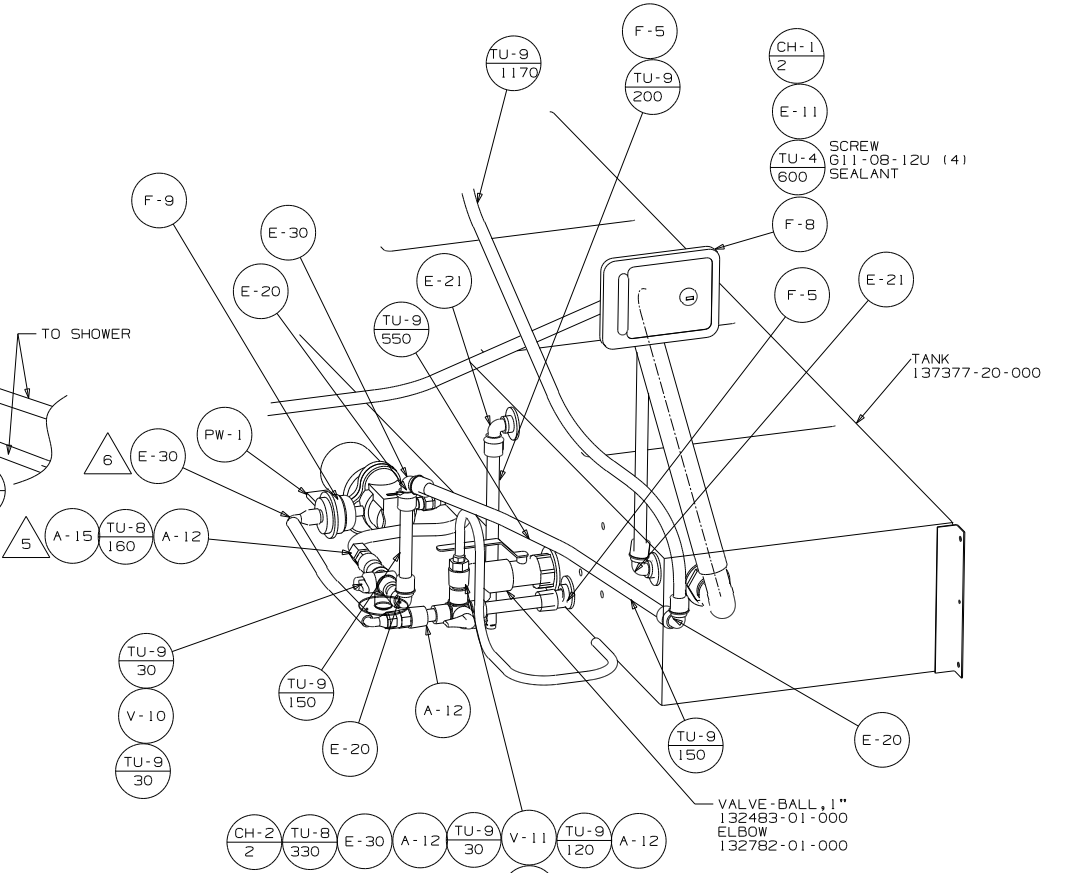 F-5
TU-9
1170
TU-9
200
CH-1
2
E-11
TU-4
600
SCREW
G11-08-12U (4)
SEALANT
F-8
F-9
E-30
E-20
E-21
TU-9
550
F-5
E-21
TO SHOWER
TANK
137377-20-000
PW-1
6
E-30
5
A-15
TU-8
160
A-12
TU-9
30
V-10
TU-9
30
TU-9
150
E-20
A-12
TU-9
150
E-20
VALVE-BALL,1"
132483-01-000
ELBOW
132782-01-000
CH-2
2
TU-8
330
E-30
A-12
TU-9
30
V-11
TU-9
120
A-12